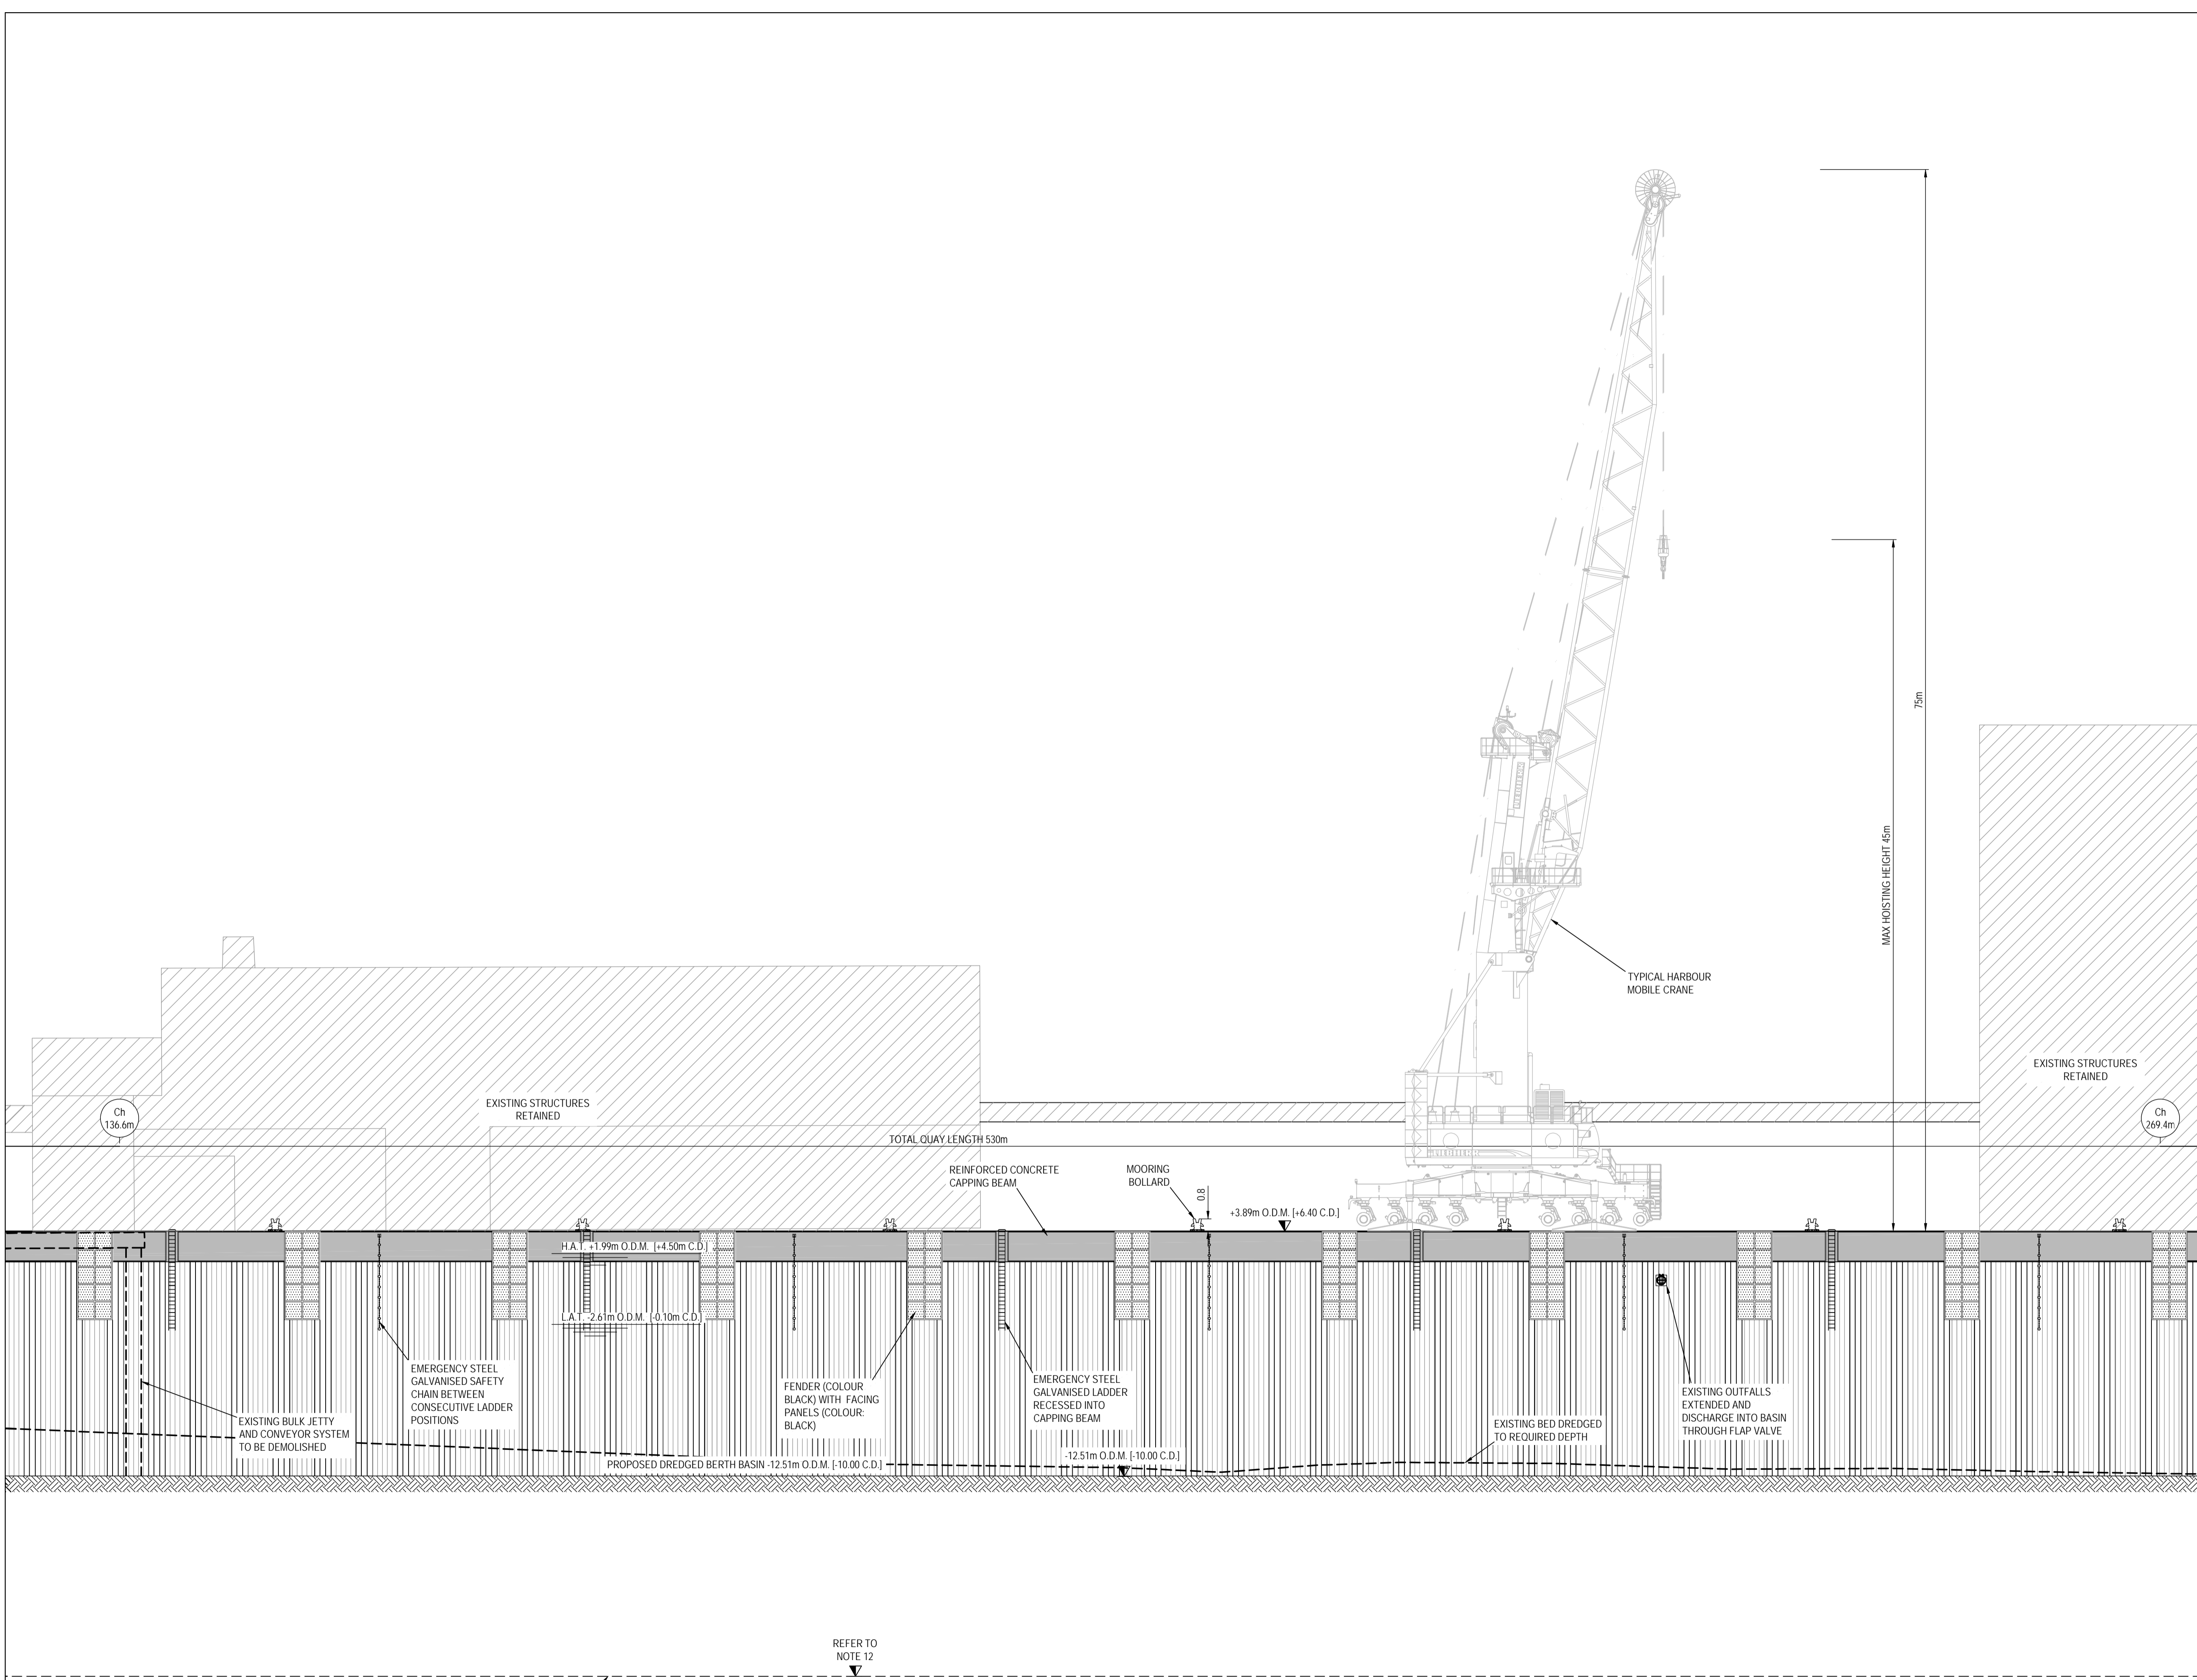 75m
MAX HOISTING HEIGHT 45m
TYPICAL HARBOUR
MOBILE CRANE
EXISTING STRUCTURES
RETAINED
EXISTING STRUCTURES
RETAINED
Ch
136.6m
Ch
269.4m
TOTAL QUAY LENGTH 530m
REINFORCED CONCRETE
CAPPING BEAM
MOORING
BOLLARD
0.8
+3.89m O.D.M. [+6.40 C.D.]
H.A.T. +1.99m O.D.M. [+4.50m C.D.]
L.A.T. -2.61m O.D.M. [-0.10m C.D.]
EMERGENCY STEEL
GALVANISED SAFETY
CHAIN BETWEEN
CONSECUTIVE LADDER
POSITIONS
FENDER (COLOUR
BLACK) WITH FACING
PANELS (COLOUR:
BLACK)
EMERGENCY STEEL
GALVANISED LADDER
RECESSED INTO
CAPPING BEAM
EXISTING OUTFALLS
EXTENDED AND
DISCHARGE INTO BASIN
THROUGH FLAP VALVE
EXISTING BULK JETTY
AND CONVEYOR SYSTEM
TO BE DEMOLISHED
EXISTING BED DREDGED
TO REQUIRED DEPTH
-12.51m O.D.M. [-10.00 C.D.]
PROPOSED DREDGED BERTH BASIN -12.51m O.D.M. [-10.00 C.D.]
REFER TO
NOTE 12